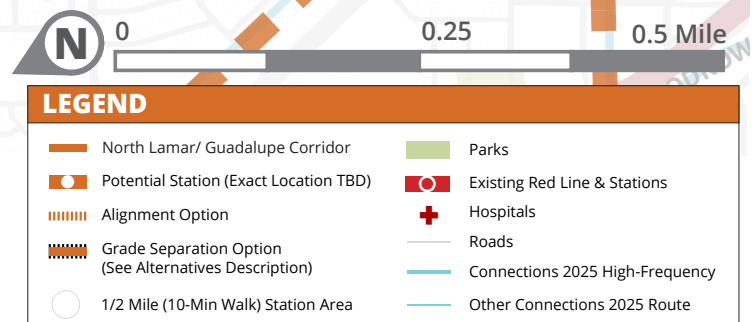 N
0 0.25 0.5 Mile
LEGEND
North Lamar/ Guadalupe Corridor
Potential Station (Exact Location TBD)
Alignment Option
Grade Separation Option
(See Alternatives Description)
1/2 Mile (10-Min Walk) Station Area
Parks
Existing Red Line & Stations
Hospitals
Roads
Connections 2025 High-Frequency
Other Connections 2025 Route